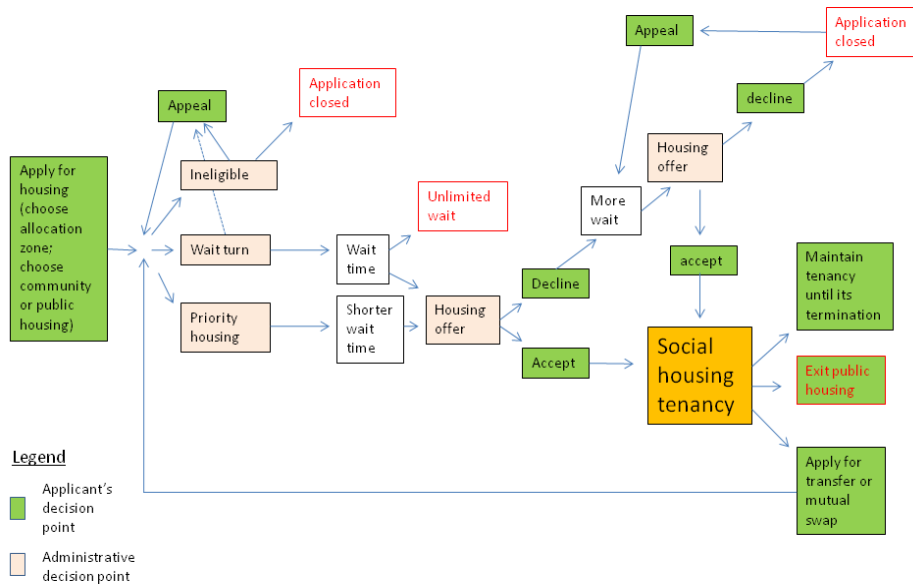 Appeal
Application
closed
decline
Application
closed
Appeal
Housing
offer
Apply for
housing
(choose
allocation
zone;
choose
community
or public
housing)
Ineligible
Unlimited
wait
More
wait
Wait turn
Wait
time
accept
Maintain
tenancy
until its
termination
Decline
Priority
housing
Shorter
wait
time
Housing
offer
Accept
Social
housing
tenancy
Exit public
housing
Apply for
transfer or
mutual
swap
Legend
Applicant's
decision
point
Administrative
decision point